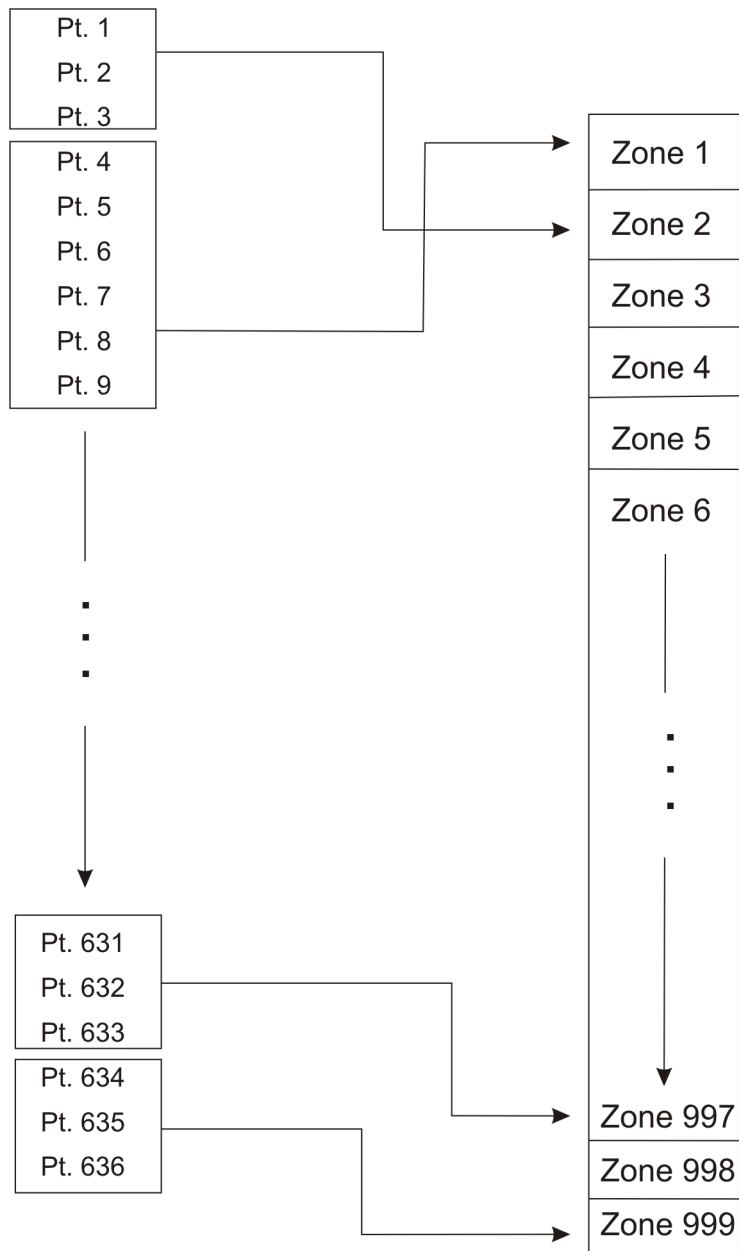 Pt. 1
Pt. 2
Pt. 3
Pt. 4
Pt. 5
Pt. 6
Pt. 7
Pt. 8
Pt. 9
Pt. 631
Pt. 632
Pt. 633
Pt. 634
Pt. 635
Pt. 636
Zone 1
Zone 2
Zone 3
Zone 4
Zone 5
Zone 6
Zone 997
Zone 998
Zone 999